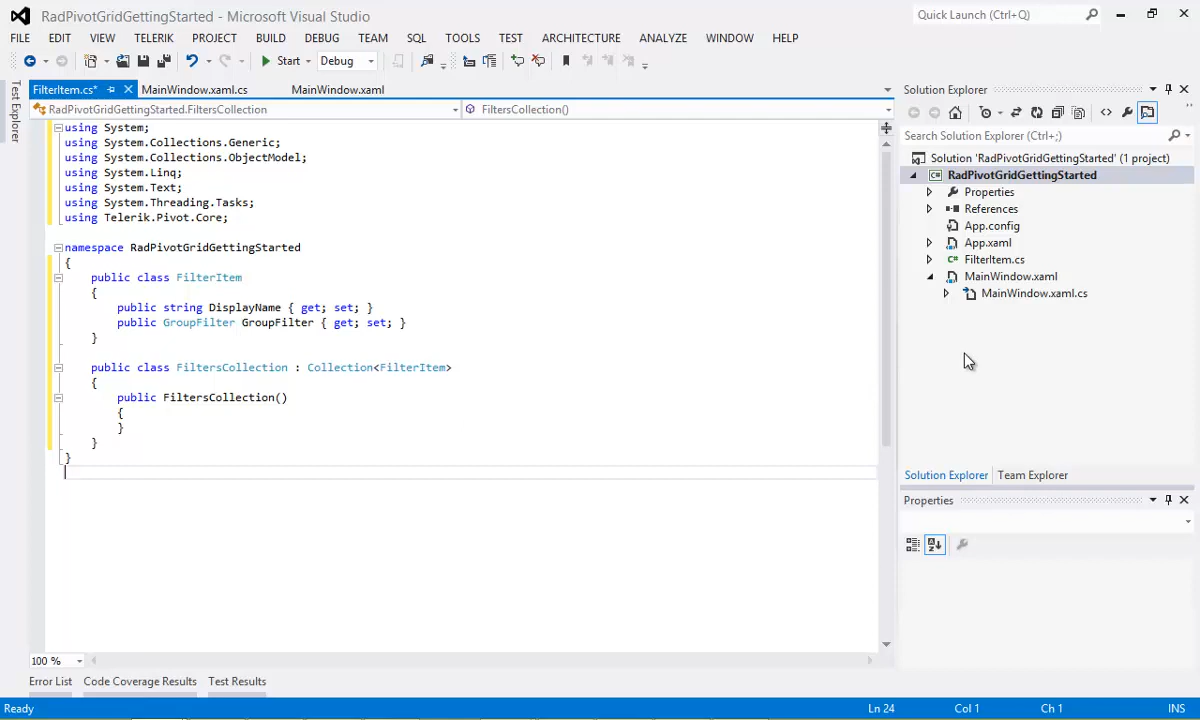 RadPivotGridGettingStarted - Microsoft Visual Studio
Quick Launch (Ctrl+Q)
FILE EDIT VIEW TELERIK PROJECT BUILD DEBUG TEAM SQL TOOLS TEST ARCHITECTURE ANALYZE WINDOW HELP
Start Debug
Test Explorer
FilterItem.cs* MainWindow.xaml.cs MainWindow.xaml
RadPivotGridGettingStarted.FiltersCollection FiltersCollection()
using System;
using System.Collections.Generic;
using System.Collections.ObjectModel;
using System.Linq;
using System.Text;
using System.Threading.Tasks;
using Telerik.Pivot.Core;
namespace RadPivotGridGettingStarted
{
public class FilterItem
{
public string DisplayName { get; set; }
public GroupFilter GroupFilter { get; set; }
}
public class FiltersCollection : Collection<FilterItem>
{
public FiltersCollection()
{
}
}
}
100 %
Solution Explorer
Search Solution Explorer (Ctrl+;)
Solution 'RadPivotGridGettingStarted' (1 project)
C# RadPivotGridGettingStarted
Properties
References
App.config
App.xaml
C# FilterItem.cs
MainWindow.xaml
MainWindow.xaml.cs
Solution Explorer Team Explorer
Properties
Error List Code Coverage Results Test Results
Ready Ln 24 Col 1 Ch 1 INS